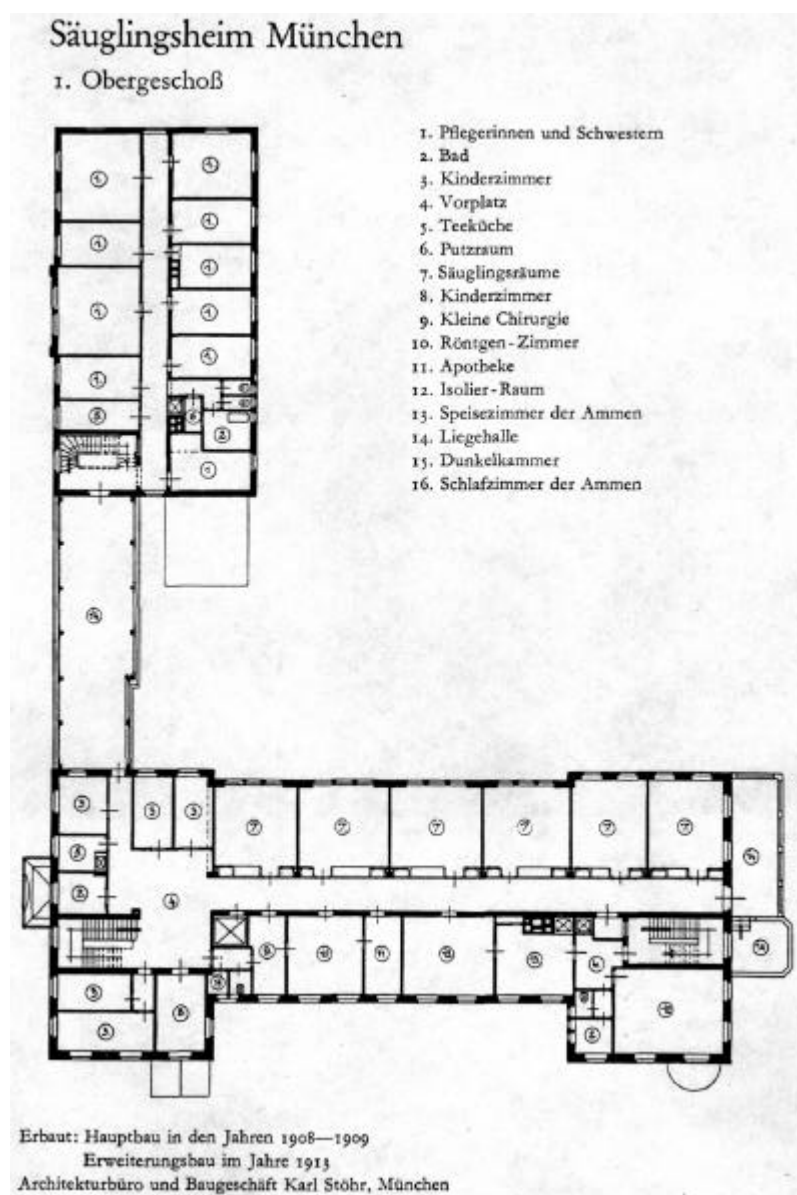 Säuglingsheim München
1. Obergeschoß
1. Pflegerinnen und Schwestern
2. Bad
3. Kinderzimmer
4. Vorplatz
5. Teeküche
6. Putzraum
7. Säuglingsräume
8. Kinderzimmer
9. Kleine Chirurgie
10. Röntgen-Zimmer
11. Apotheke
12. Isolier-Raum
13. Speisezimmer der Ammen
14. Liegehalle
15. Dunkelkammer
16. Schlafzimmer der Ammen
Erbaut: Hauptbau in den Jahren 1908—1909
Erweiterungsbau im Jahre 1913
Architekturbüro und Baugeschäft Karl Stöhr, München